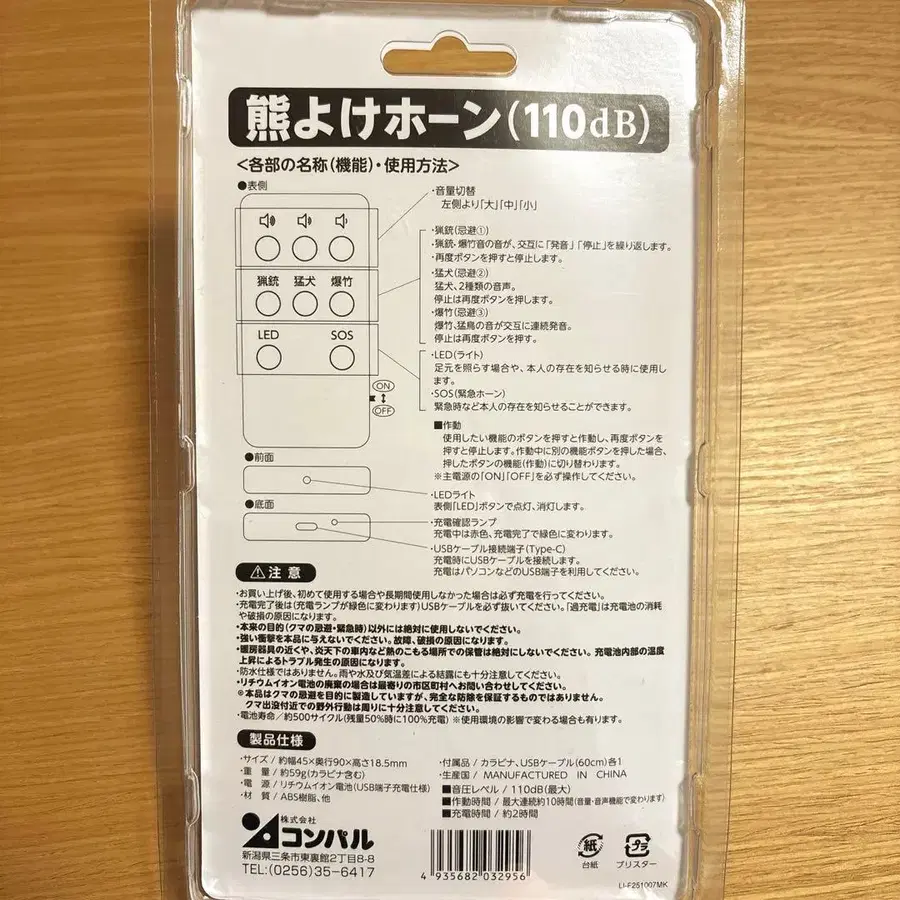 熊よけホーン(110dB)
<各部の名称(機能)・使用方法>
●表側
猟銃 猛犬 爆竹
LED SOS
ON
OFF
・音量切替
左側より「大」「中」「小」
・猟銃(忌避①)
・猟銃・爆竹音の音が、交互に「発音」「停止」を繰り返します。
・再度ボタンを押すと停止します。
・猛犬(忌避②)
猛犬、2種類の音声。
停止は再度ボタンを押します。
・爆竹(忌避③)
爆竹、猛鳥の音が交互に連続発音。
停止は再度ボタンを押す。
・LED(ライト)
足元を照らす場合や、本人の存在を知らせる時に使用し
ます。
・SOS(緊急ホーン)
緊急時など本人の存在を知らせることができます。
■作動
使用したい機能のボタンを押すと作動し、再度ボタンを
押すと停止します。作動中に別の機能ボタンを押した場合、
押したボタンの機能(作動)に切り替わります。
※主電源の「ON」「OFF」を必ず操作してください。
●前面
・LEDライト
表側「LED」ボタンで点灯、消灯します。
●底面
・充電確認ランプ
充電中は赤色、充電完了で緑色に変わります。
・USBケーブル接続端子(Type-C)
充電時にUSBケーブルを接続します。
充電はパソコンなどのUSB端子を利用してください。
⚠注意
・お買い上げ後、初めて使用する場合や長期間使用しなかった場合は必ず充電を行ってください。
・充電完了後は(充電ランプが緑色に変わります)USBケーブルを必ず抜いてください。「過充電」は充電池の消耗
や破損の原因になります。
・本来の目的(クマの忌避・緊急時)以外には絶対に使用しないでください。
・強い衝撃を本品に与えないでください。故障、破損の原因になります。
・暖房器具の近くや、炎天下の車内など熱のこもる場所での保管は絶対にしないでください。充電池内部の温度
上昇によるトラブル発生の原因になります。
・防水仕様ではありません。雨や水及び気温差による結露にも十分注意してください。
・リチウムイオン電池の廃棄の場合は最寄りの市区町村へお問い合わせしてください。
※本品はクマの忌避を目的に製造していますが、完全な防除を保証するものではありません。
クマ出没付近での野外行動は周りに十分注意してください。
・電池寿命/約500サイクル(残量50%時に100%充電)※使用環境の影響で変わる場合も有ります。
製品仕様
・サイズ / 約幅45×奥行90×高さ18.5mm
・重 量 / 約59g(カラビナ含む)
・電 源 / リチウムイオン電池(USB端子充電仕様)
・材 質 / ABS樹脂、他
・付属品 / カラビナ、USBケーブル(60cm)各1
・生産国 / MANUFACTURED IN CHINA
■音圧レベル / 110dB(最大)
■作動時間 / 最大連続約10時間(音量・音声機能で変わります)
■充電時間 / 約2時間
株式会社
コンパル
新潟県三条市東裏館2丁目8-8
TEL:(0256)35-6417
4 935682 032956
紙
台紙
プラ
ブリスター
LI-F251007MK